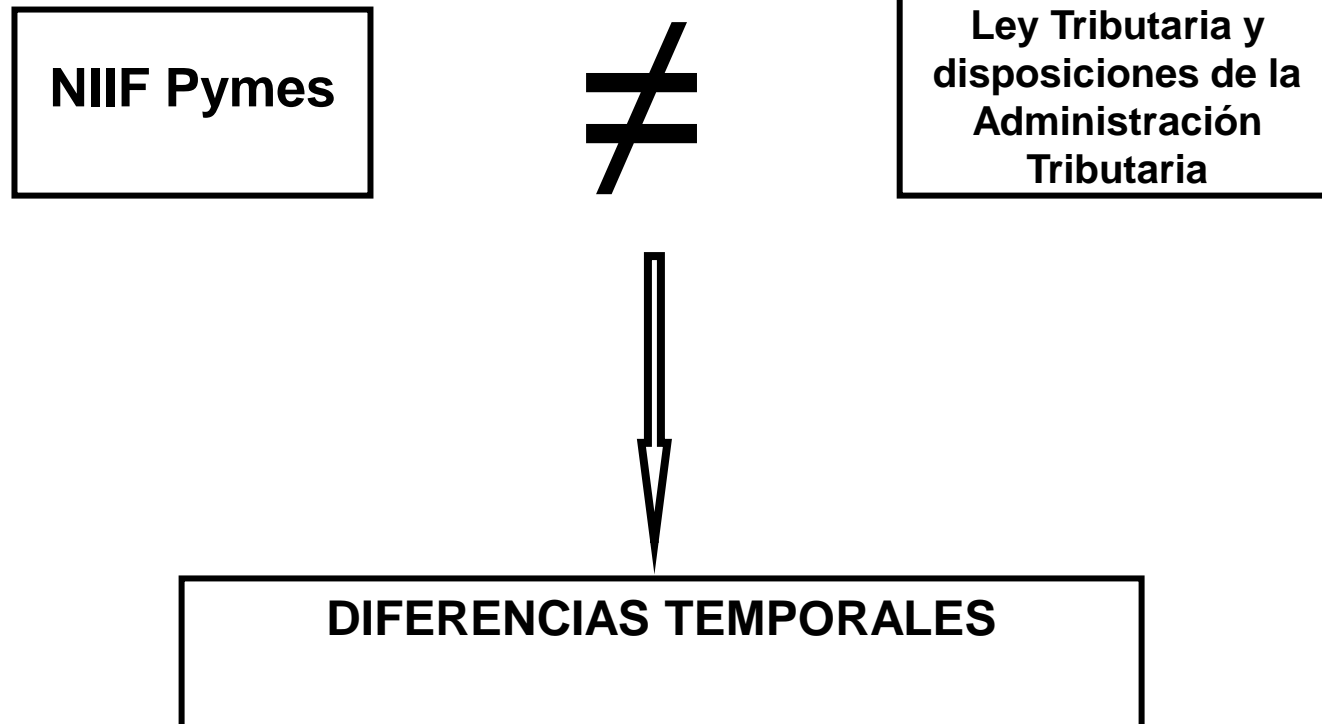 NIIF Pymes
≠
Ley Tributaria y
disposiciones de la
Administración
Tributaria
DIFERENCIAS TEMPORALES